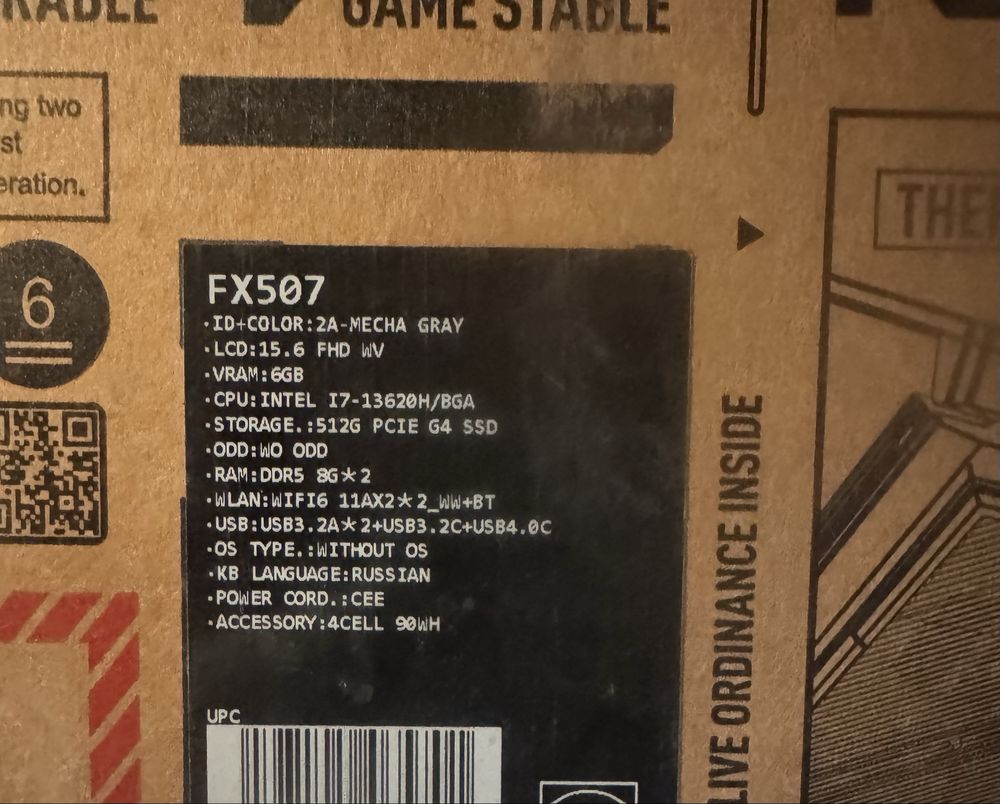 GAME STABLE
ng two
st
eration.
6
FX507
·ID+COLOR:2A-MECHA GRAY
·LCD:15.6 FHD WV
·VRAM:6GB
·CPU:INTEL I7-13620H/BGA
·STORAGE.:512G PCIE G4 SSD
·ODD:WO ODD
·RAM:DDR5 8G*2
·WLAN:WIFI6 11AX2*2_WW+BT
·USB:USB3.2A*2+USB3.2C+USB4.0C
·OS TYPE.:WITHOUT OS
·KB LANGUAGE:RUSSIAN
·POWER CORD.:CEE
·ACCESSORY:4CELL 90WH
UPC
LIVE ORDINANCE INSIDE
THE